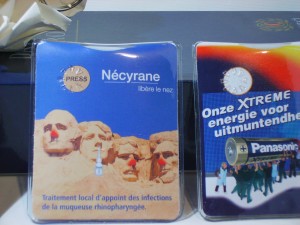 PRESS
Nécyrane
libère le nez
Traitement local d'appoint des infections
de la muqueuse rhinopharyngée.
Onze XTREME
energie voor
uitmuntendhe
Panasonic